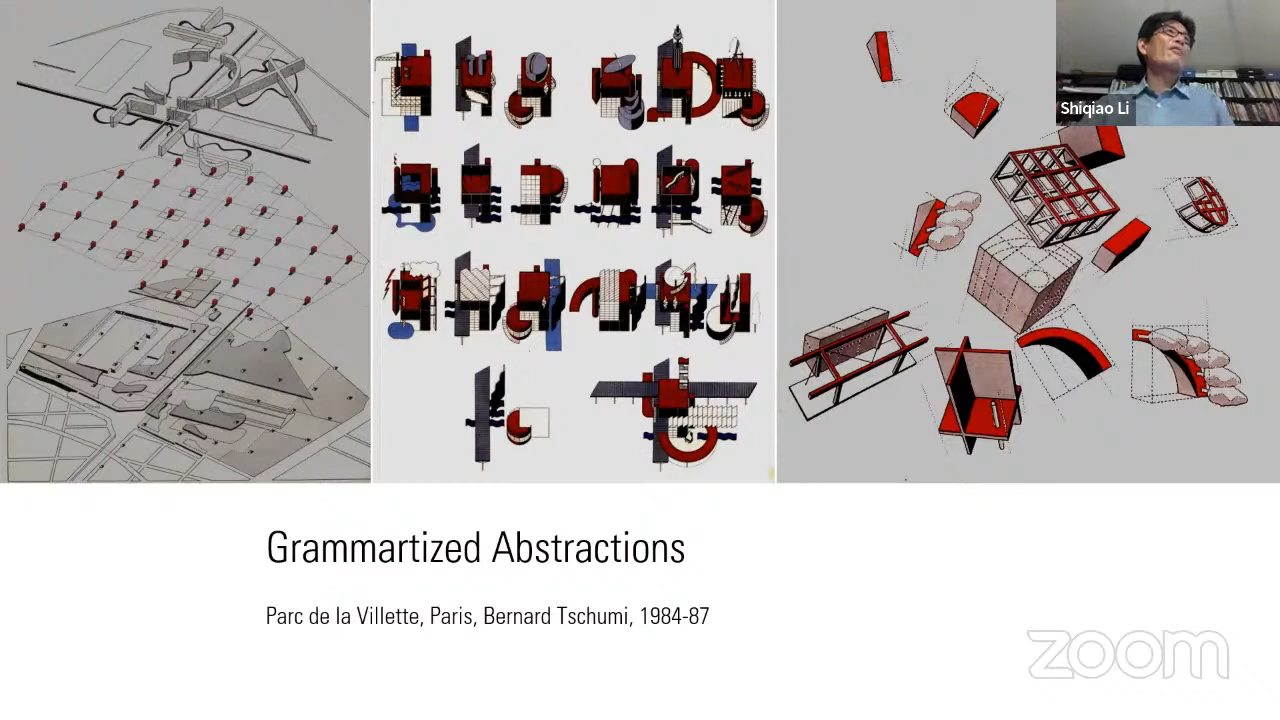 Shiqiao Li
Grammartized Abstractions
Parc de la Villette, Paris, Bernard Tschumi, 1984-87
zoom